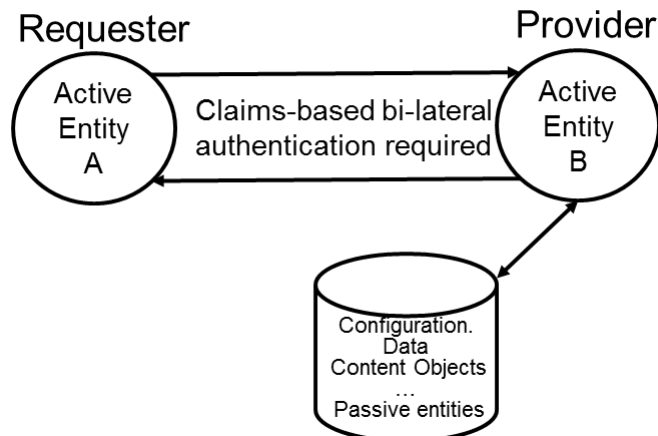 Requester
Provider
Active
Entity
A
Claims-based bi-lateral
authentication required
Active
Entity
B
Configuration.
Data
Content Objects
...
Passive entities